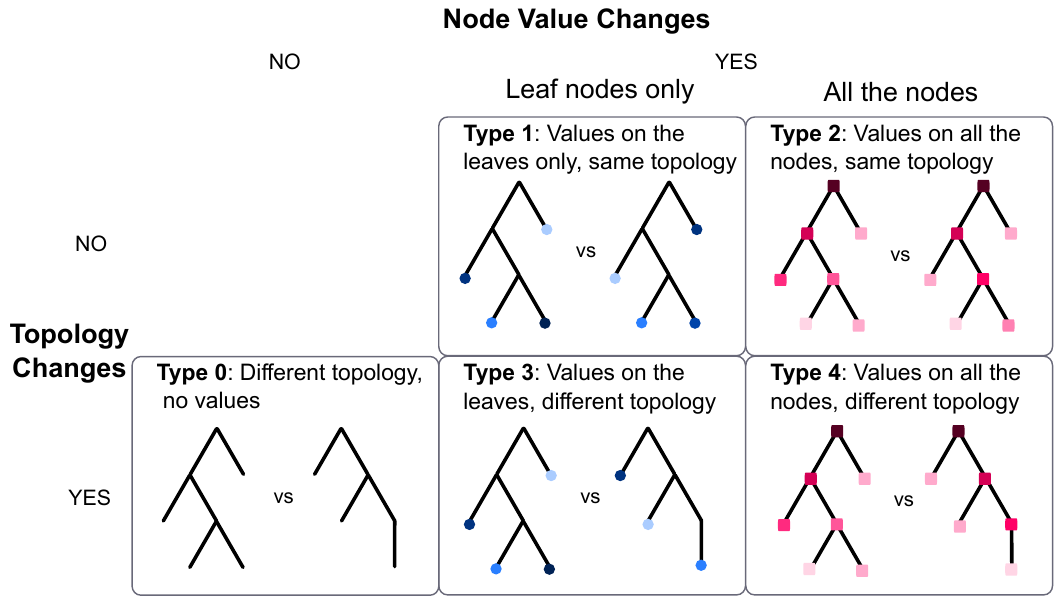 Node Value Changes
NO
YES
Leaf nodes only
All the nodes
Type 1: Values on the
leaves only, same topology
vs
Type 2: Values on all the
nodes, same topology
vs
NO
Topology
Changes
YES
Type 0: Different topology,
no values
vs
Type 3: Values on the
leaves, different topology
vs
Type 4: Values on all the
nodes, different topology
vs